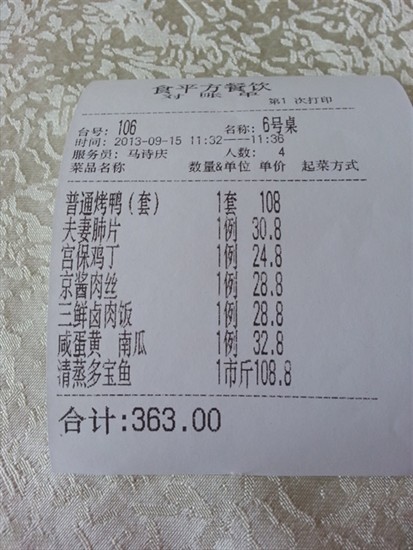 食平方餐饮
对 账 单
第1 次打印
台号: 106 名称: 6号桌
时间: 2013-09-15 11:32----11:36
服务员: 马诗庆 人数: 4
菜品名称 数量&单位 单价 起菜方式
普通烤鸭(套) 1套 108
夫妻肺片 1例 30.8
宫保鸡丁 1例 24.8
京酱肉丝 1例 28.8
三鲜卤肉饭 1例 28.8
咸蛋黄 南瓜 1例 32.8
清蒸多宝鱼 1市斤108.8
合计:363.00